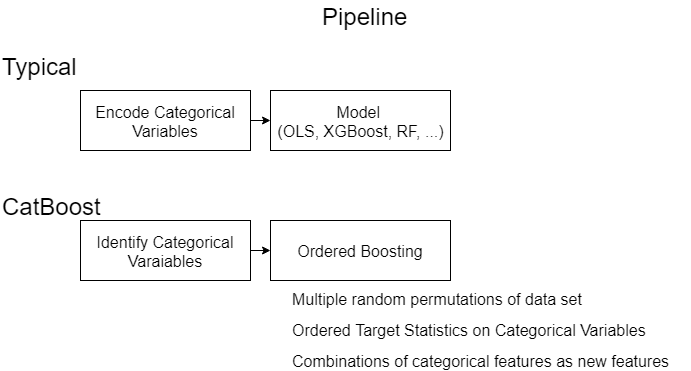 Pipeline
Typical
Encode Categorical
Variables
Model
(OLS, XGBoost, RF, ...)
CatBoost
Identify Categorical
Varaiables
Ordered Boosting
Multiple random permutations of data set
Ordered Target Statistics on Categorical Variables
Combinations of categorical features as new features